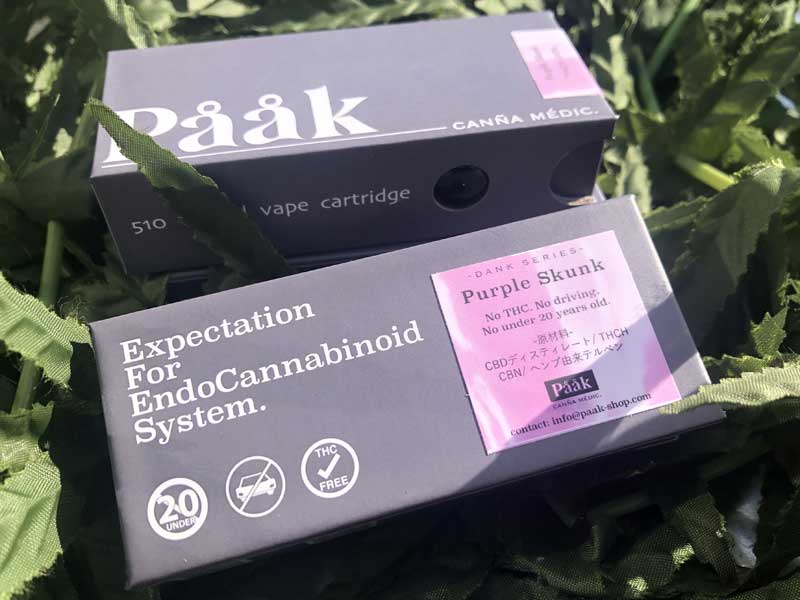 Pååk
CANÑA MÉDIC.
510
vape cartridge
Expectation
For
EndoCannabinoid
System.
20
UNDER
THC
FREE
-DANK SERIES-
Purple Skunk
No THC. No driving.
No under 20 years old.
-原材料-
CBDディスティレート/THCH
CBN/ヘンプ由来テルペン
Pååk
CANÑA MÉDIC.
contact: info@paak-shop.com